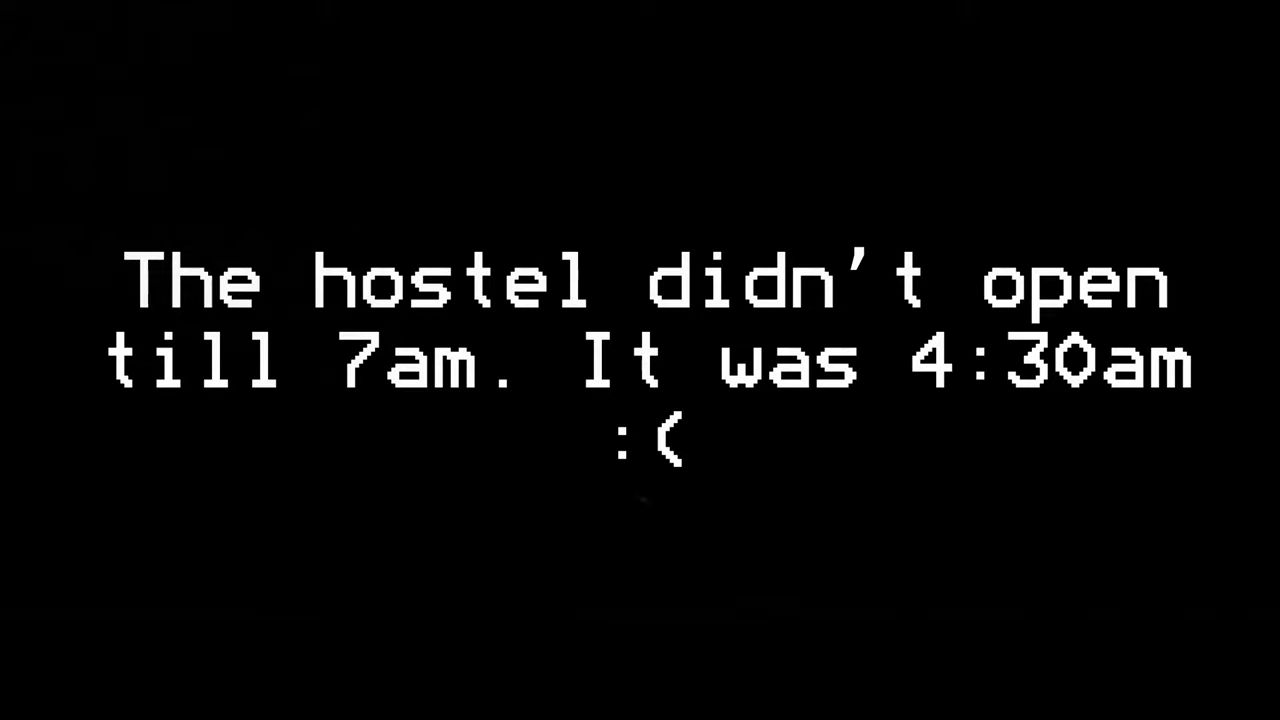 The hostel didn't open
till 7am. It was 4:30am
:(